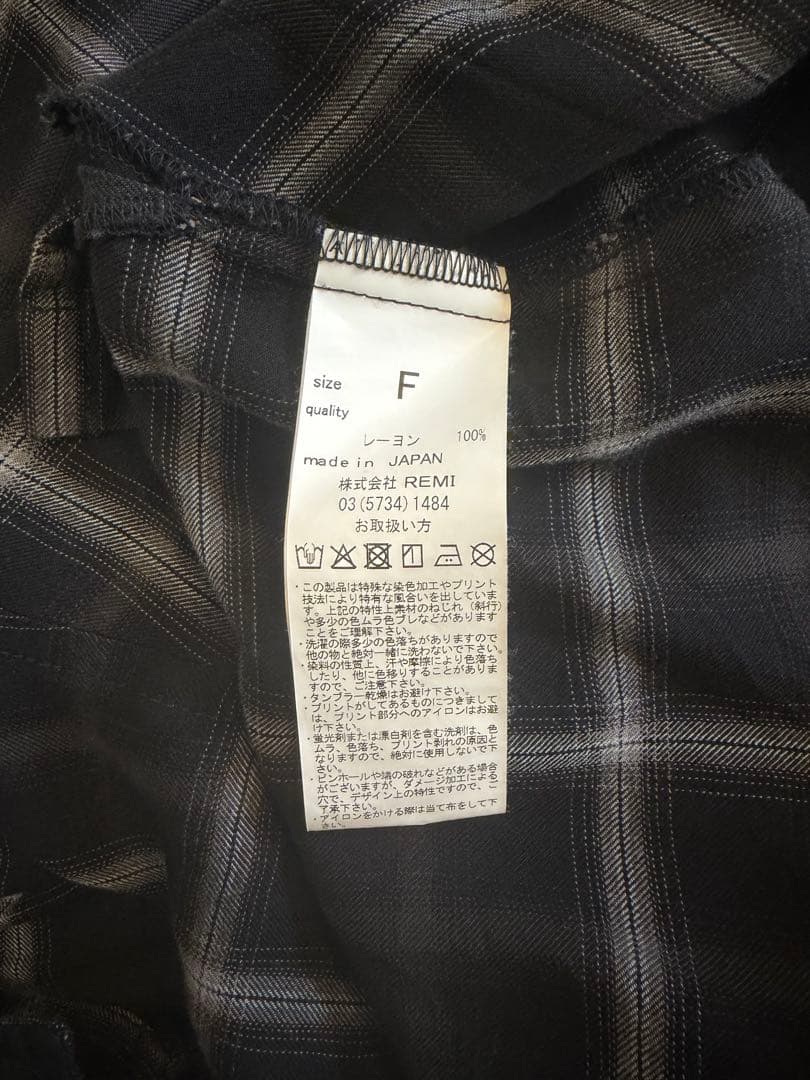 size F
quality
レーヨン 100%
made in JAPAN
株式会社 REMI
03(5734)1484
お取扱い方
・この製品は特殊な染色加工やプリント
技法により特有な風合いを出していま
す。上記の特性上素材のねじれ（斜行）
や多少の色ムラ色ブレなどがあります
ことをご理解下さい。
・洗濯の際多少の色落ちがありますので
他の物と絶対一緒に洗わないで下さい。
・染料の性質上、汗や摩擦により色落ち
したり、他に色移りすることがありま
すので、ご注意下さい。
・タンブラー乾燥はお避け下さい。
・プリントがしてあるものにつきまして
は、プリント部分へのアイロンはお避
け下さい。
・蛍光剤または漂白剤を含む洗剤は、色
ムラ、色落ち、プリント剥れの原因と
なりますので、絶対に使用しないで下
さい。
・ピンホールや端の破れなどがある場合
がございますが、ダメージ加工による
穴で、デザイン上の特性ですので、ご
了承下さい。
・アイロンをかける際は当て布をして下
さい。